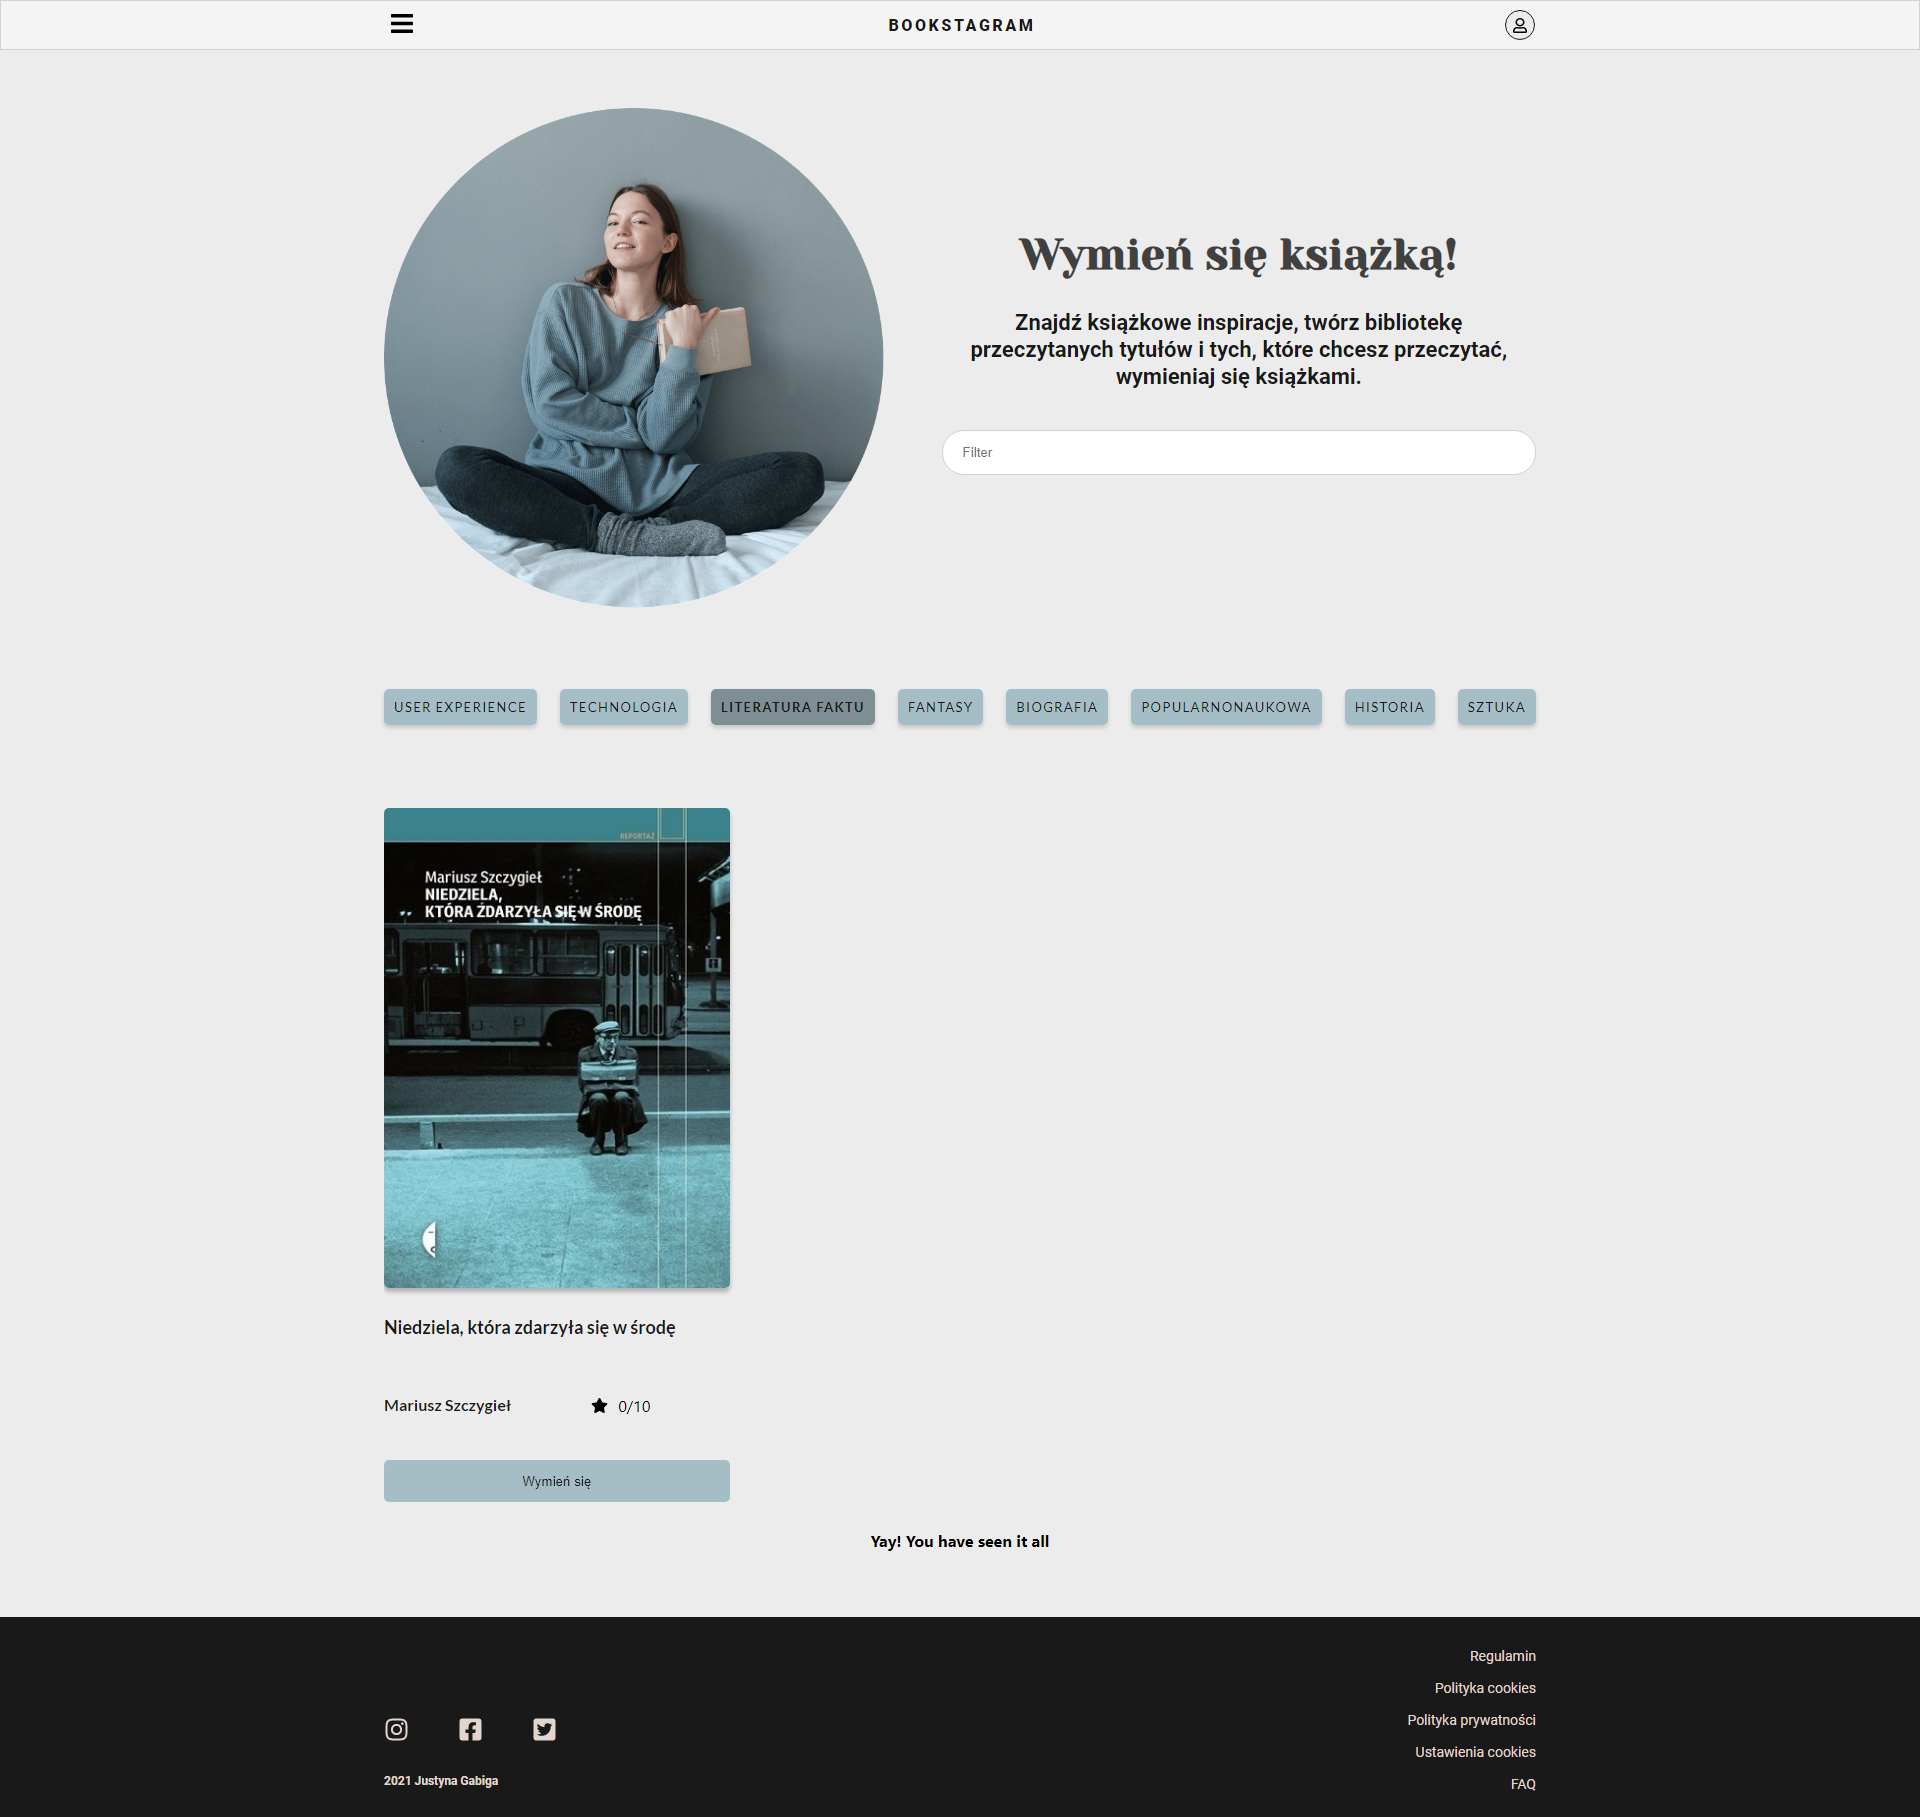 BOOKSTAGRAM
Wymień się książką!
Znajdź książkowe inspiracje, twórz bibliotekę
przeczytanych tytułów i tych, które chcesz przeczytać,
wymieniaj się książkami.
Filter
USER EXPERIENCE
TECHNOLOGIA
LITERATURA FAKTU
FANTASY
BIOGRAFIA
POPULARNONAUKOWA
HISTORIA
SZTUKA
REPORTAŻ
Mariusz Szczygieł
NIEDZIELA,
KTÓRA ZDARZYŁA SIĘ W ŚRODĘ
Niedziela, która zdarzyła się w środę
Mariusz Szczygieł
0/10
Wymień się
Yay! You have seen it all
Regulamin
Polityka cookies
Polityka prywatności
Ustawienia cookies
FAQ
2021 Justyna Gabiga